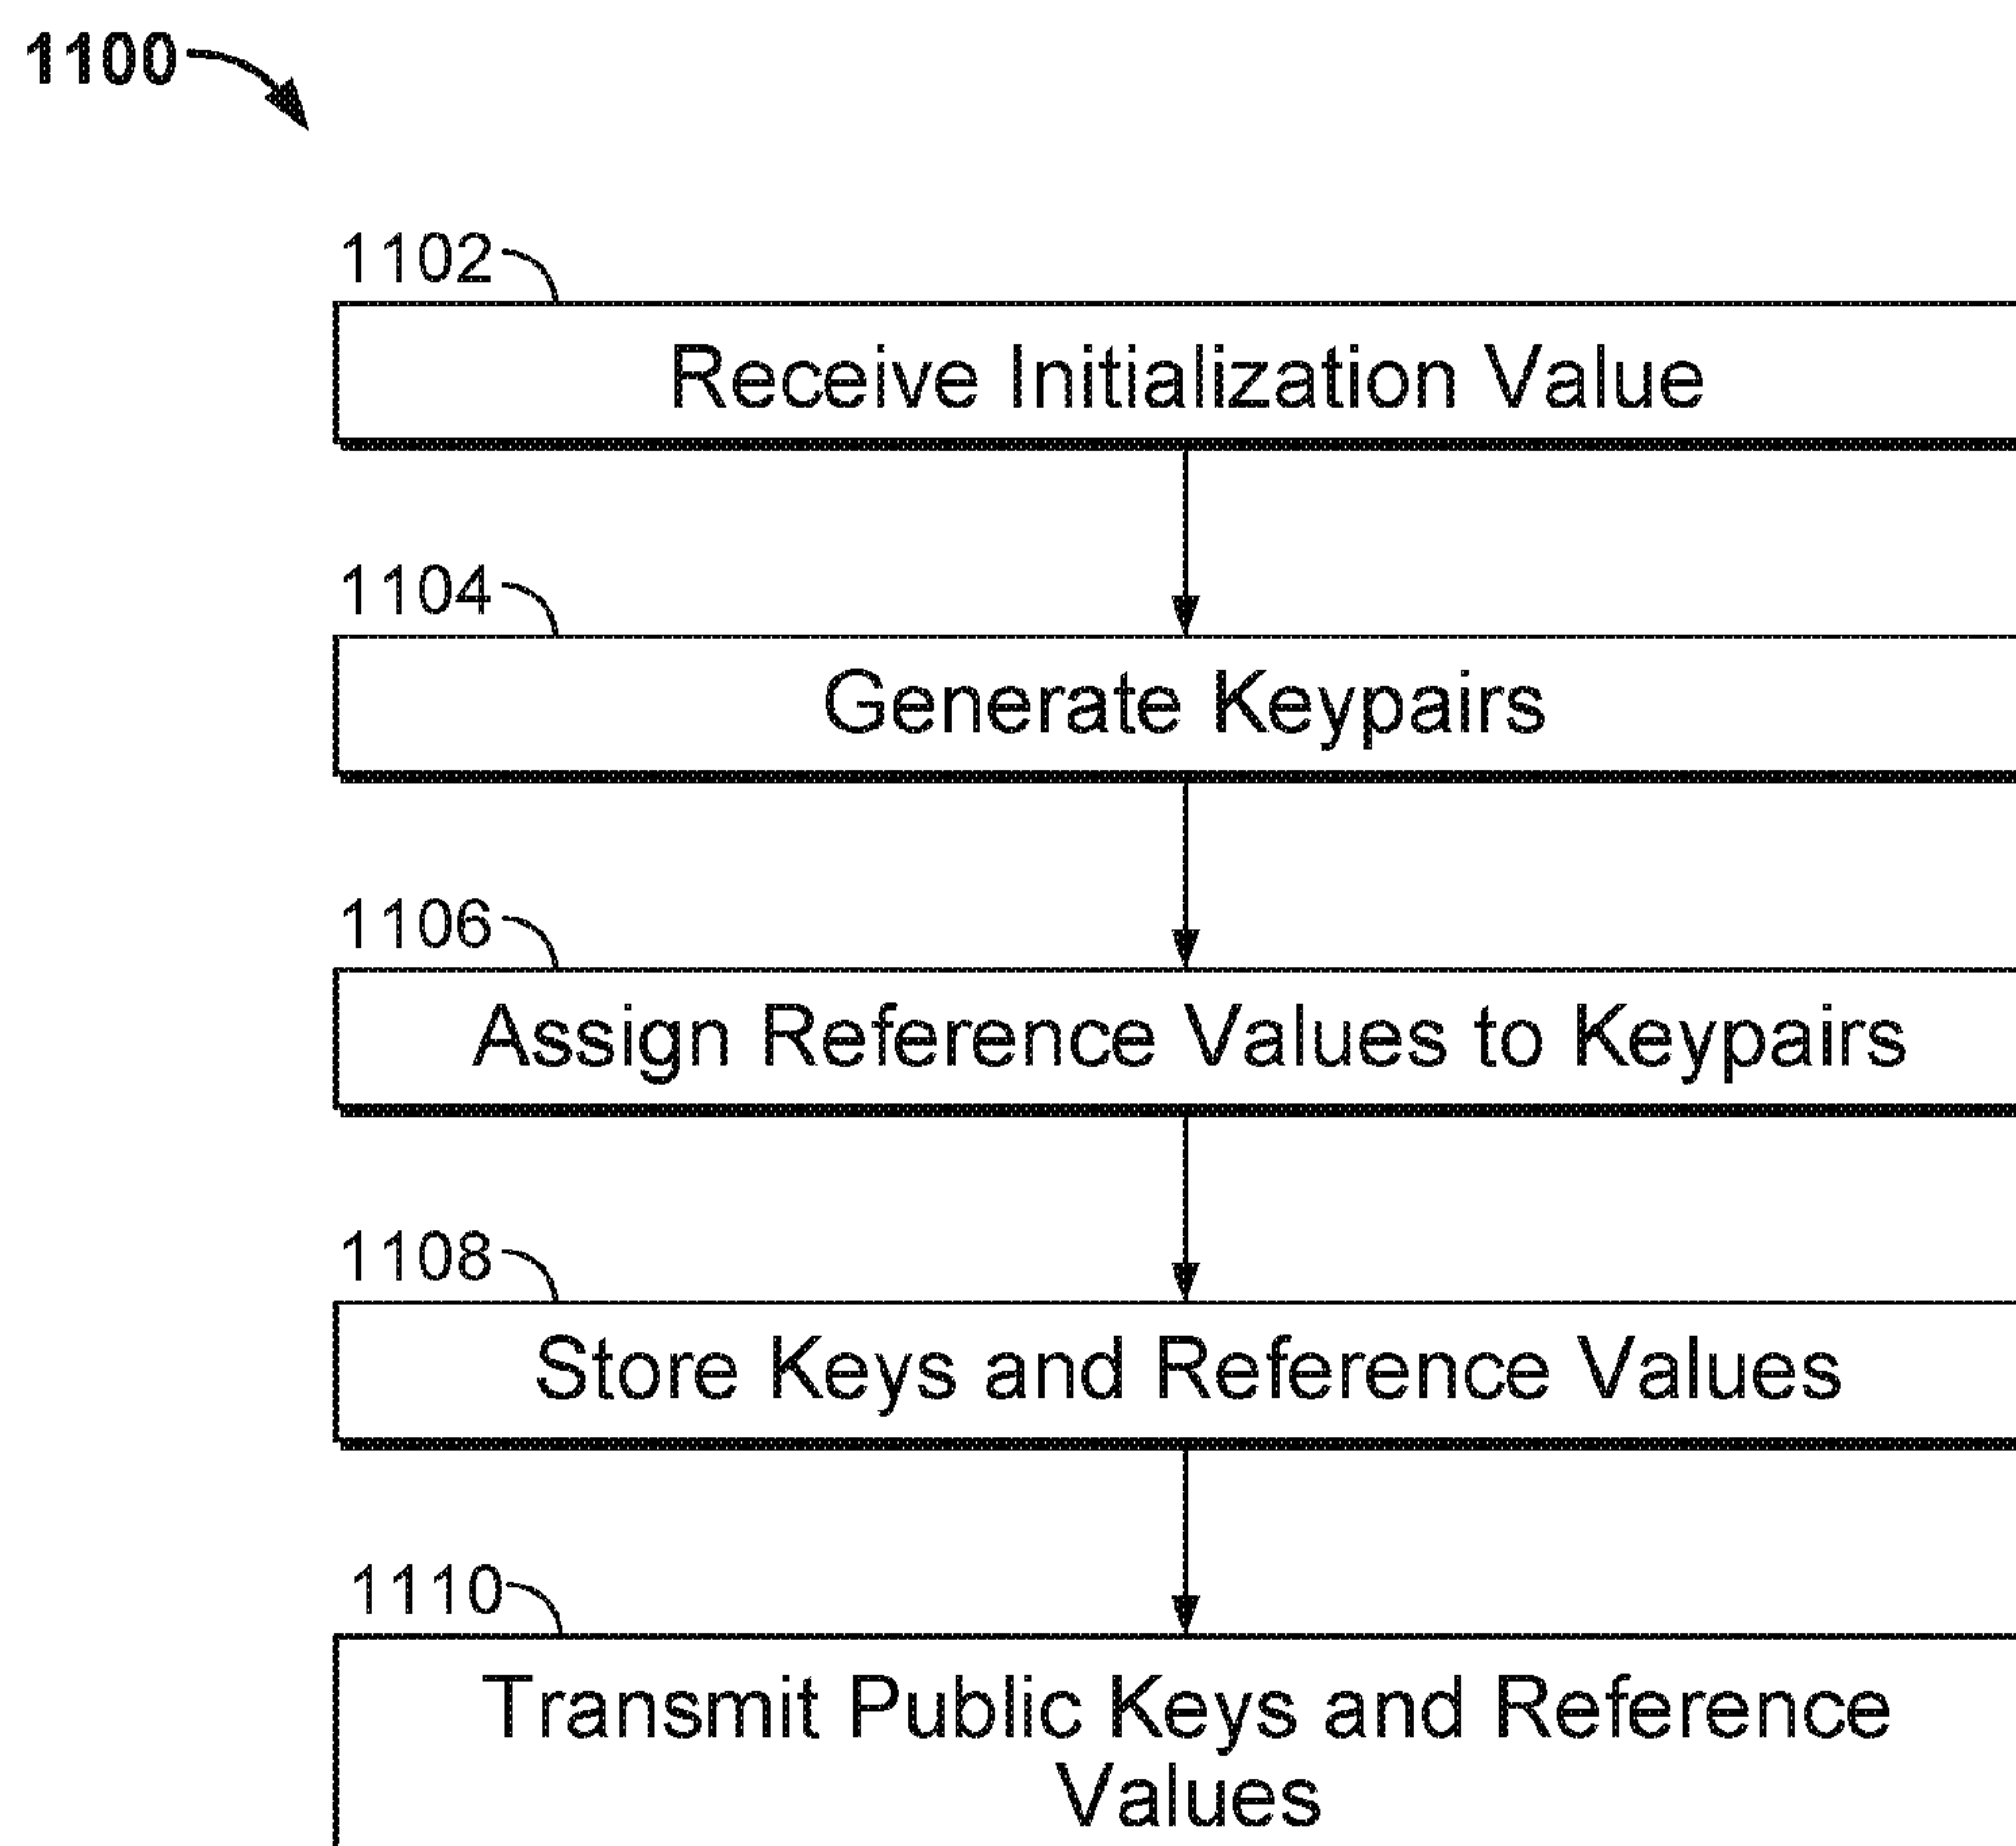 1100
1102
Receive Initialization Value
1104
Generate Keypairs
1106
Assign Reference Values to Keypairs
1108
Store Keys and Reference Values
1110
Transmit Public Keys and Reference
Values